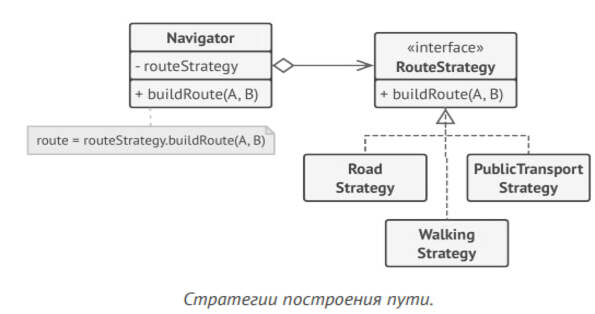 Navigator
- routeStrategy
+ buildRoute(A, B)
route = routeStrategy.buildRoute(A, B)
«interface»
RouteStrategy
+ buildRoute(A, B)
Road
Strategy
PublicTransport
Strategy
Walking
Strategy
Стратегии построения пути.